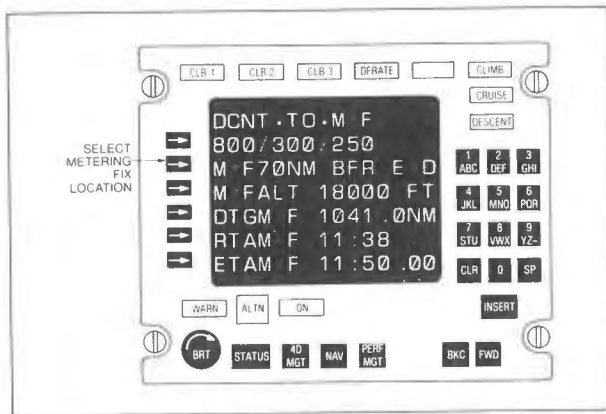 CLB 1 CLB 2 CLB 3 DERATE CLIMB
CRUISE
DESCENT
SELECT
METERING
FIX
LOCATION
DCNT·TO·M F
800/300/250
M F70NM BFR E D
M FALT 18000 FT
DTGM F 1041.0NM
RTAM F 11:38
ETAM F 11:50.00
1 2 3
ABC DEF GHI
4 5 6
JKL MNO PQR
7 8 9
STU VWX YZ-
CLR 0 SP
INSERT
WARN ALTN ON
BRT STATUS 4D MGT NAV PERF MGT BKC FWD